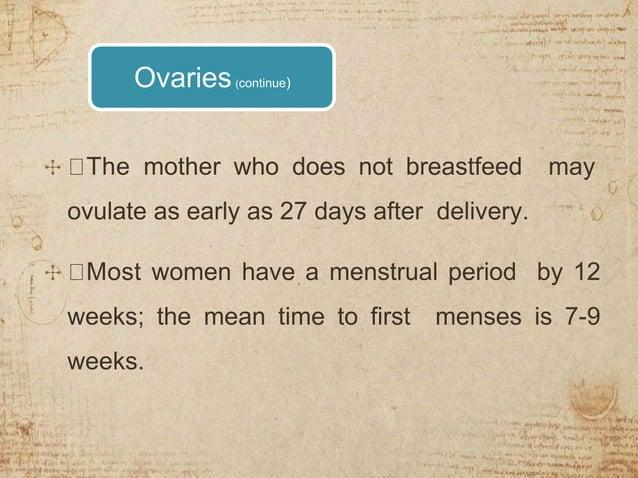 Ovaries (continue)
□The mother who does not breastfeed may
ovulate as early as 27 days after delivery.
□Most women have a menstrual period by 12
weeks; the mean time to first menses is 7-9
weeks.